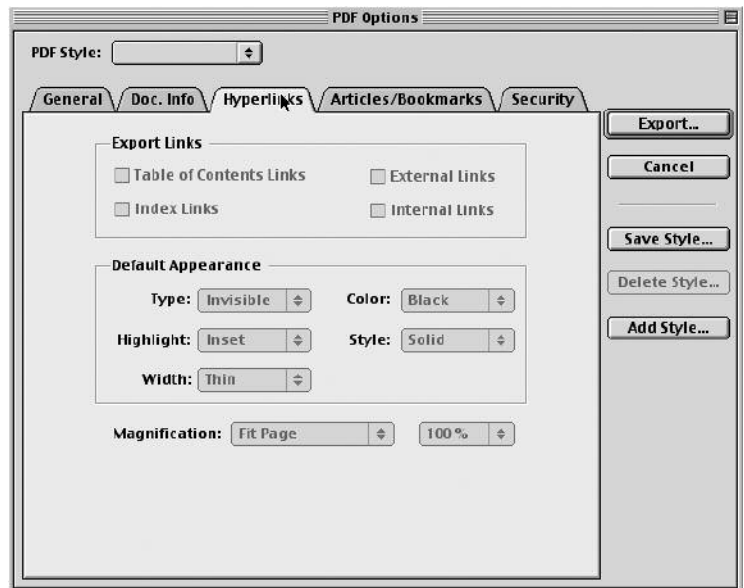 PDF Options
PDF Style:
General Doc. Info Hyperlinks Articles/Bookmarks Security
Export...
Cancel
Save Style...
Delete Style...
Add Style...
Export Links
Table of Contents Links External Links
Index Links Internal Links
Default Appearance
Type: Invisible Color: Black
Highlight: Inset Style: Solid
Width: Thin
Magnification: Fit Page 100%